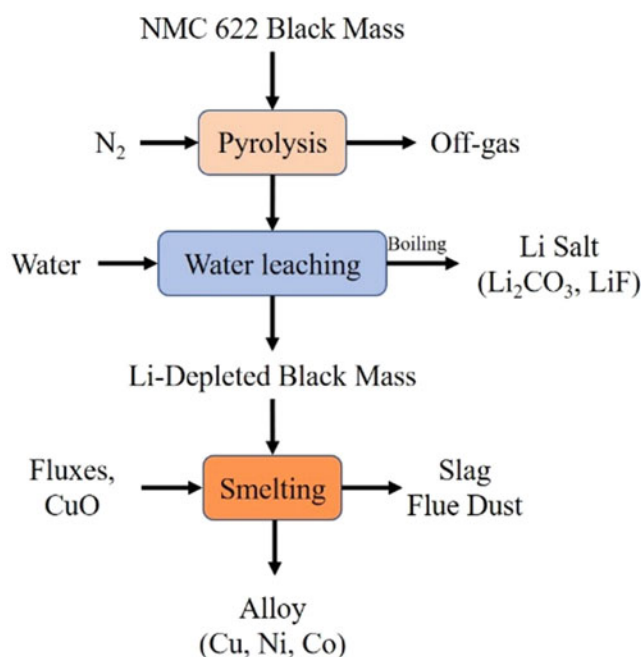 NMC 622 Black Mass
N₂
Pyrolysis
Off-gas
Water
Water leaching
Boiling
Li Salt
(Li₂CO₃, LiF)
Li-Depleted Black Mass
Fluxes,
CuO
Smelting
Slag
Flue Dust
Alloy
(Cu, Ni, Co)